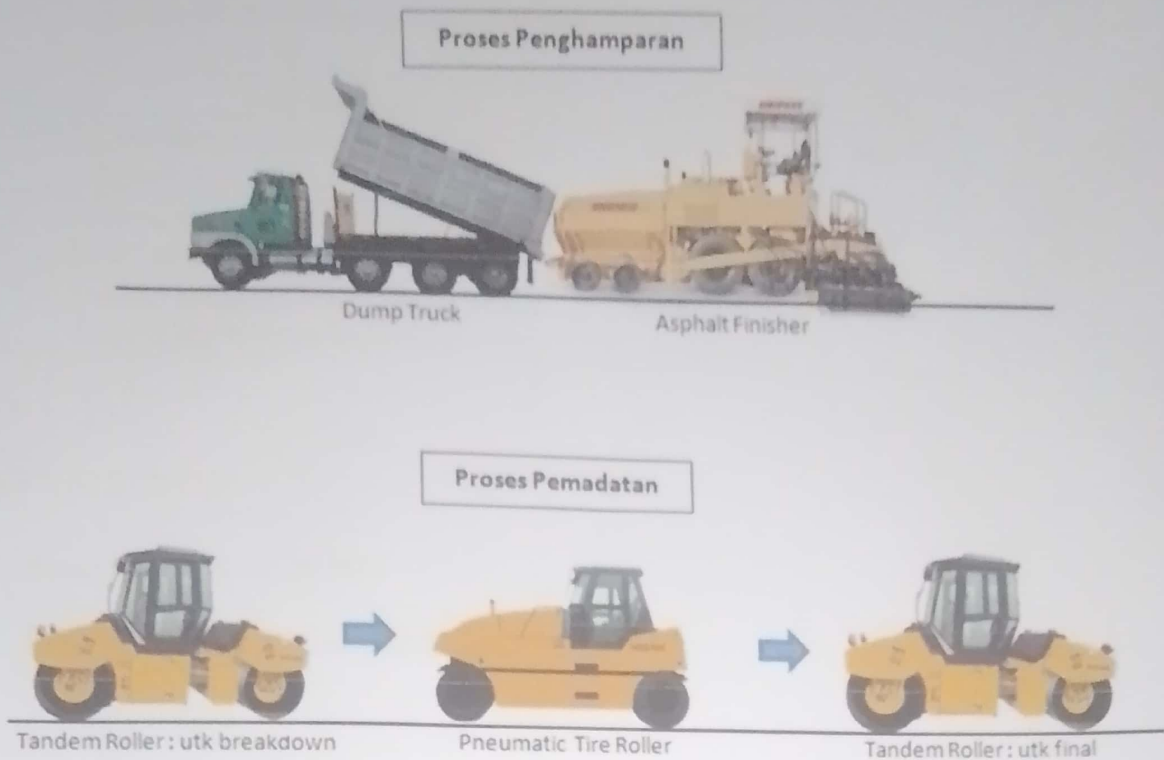 Proses Penghamparan
Dump Truck
Asphalt Finisher
Proses Pemadatan
Tandem Roller : utk breakdown
Pneumatic Tire Roller
Tandem Roller : utk final